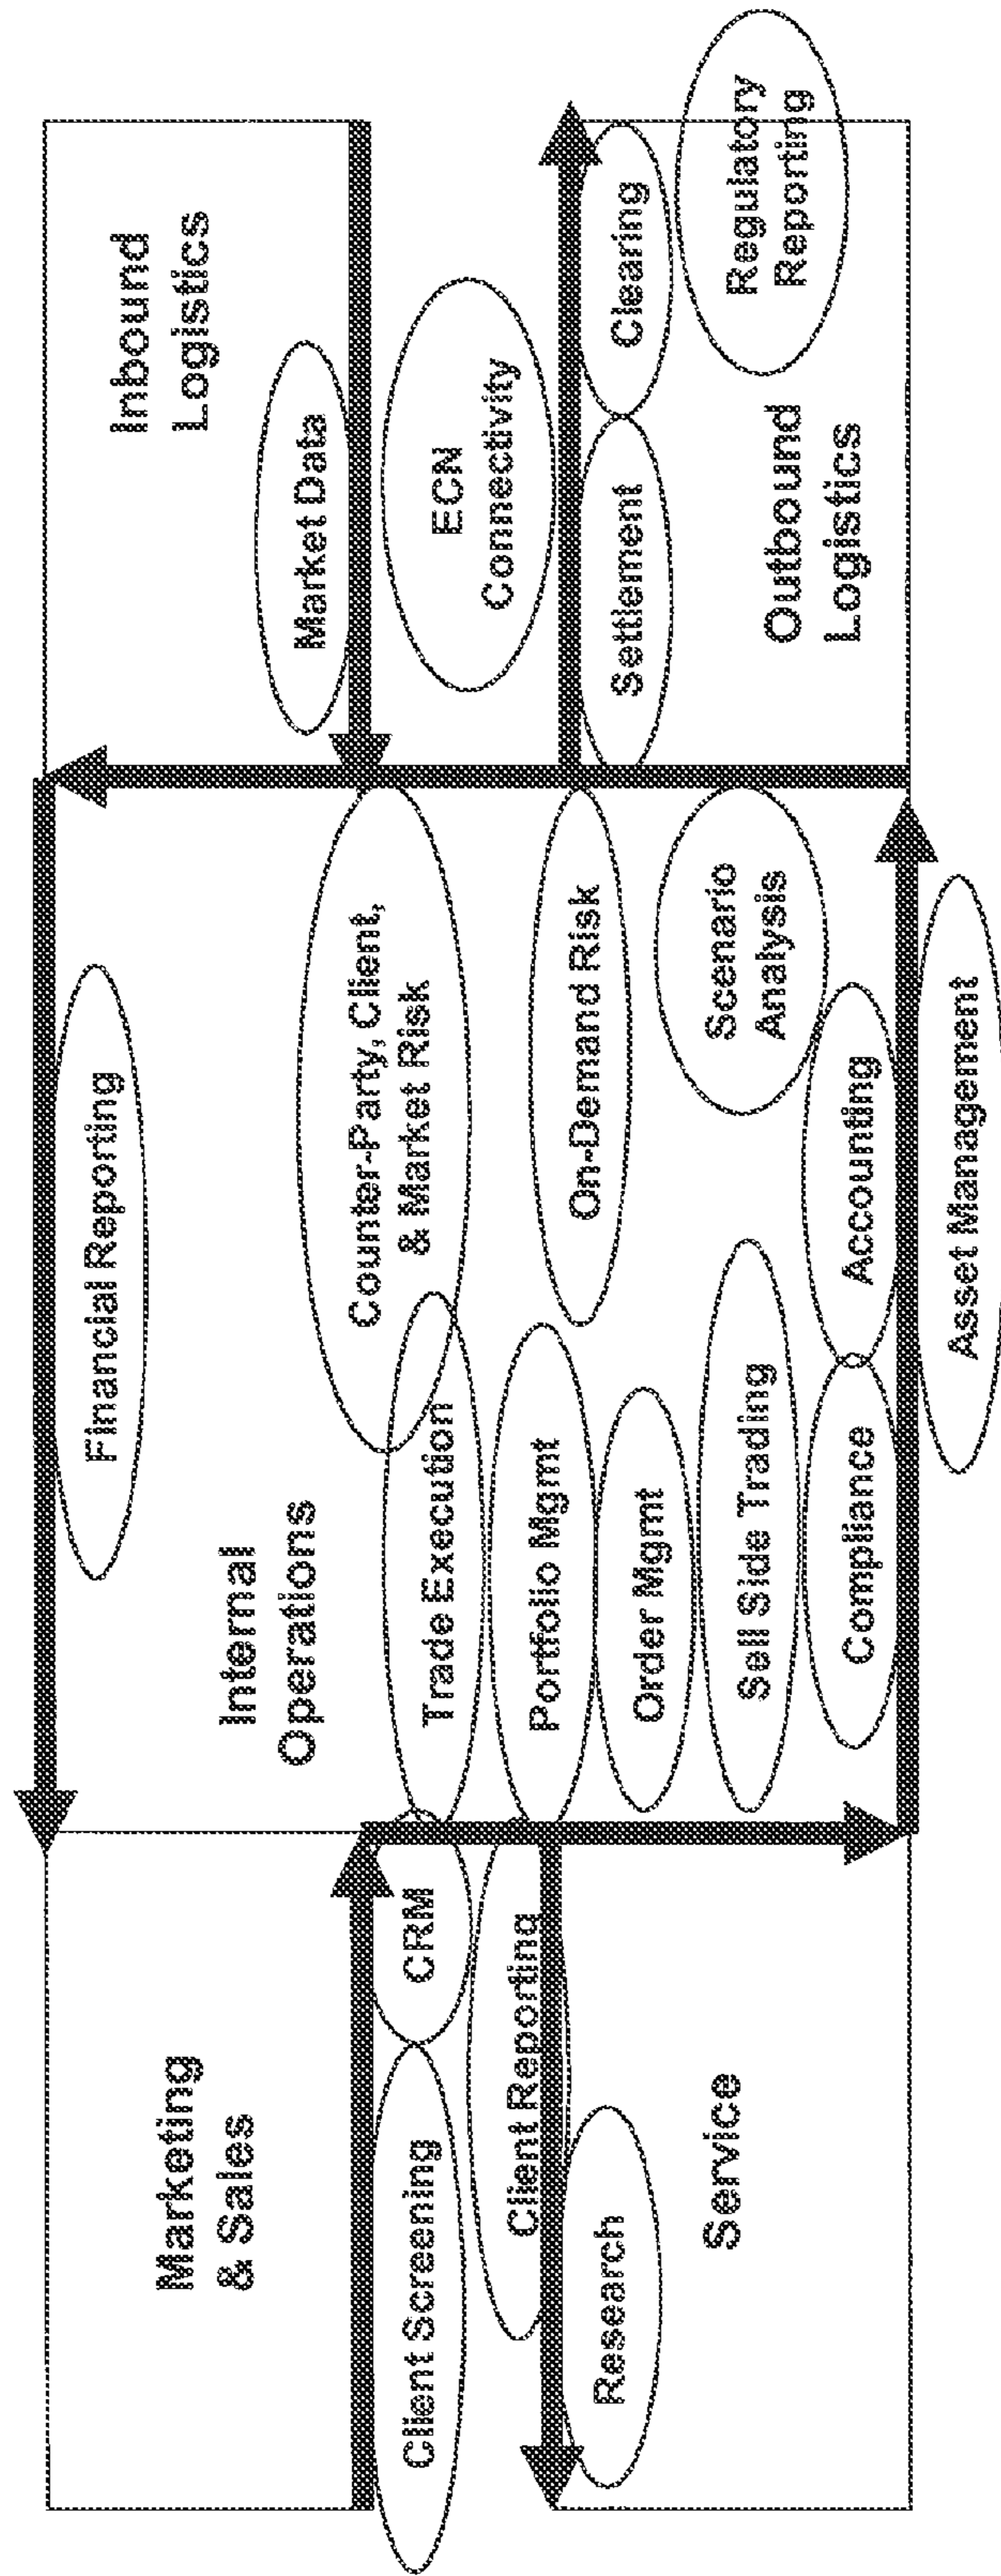 Marketing
& Sales
Client Screening
CRM
Client Reporting
Research
Service
Internal
Operations
Financial Reporting
Counter-Party, Client,
& Market Risk
Trade Execution
Portfolio Mgmt
On-Demand Risk
Order Mgmt
Scenario
Analysis
Sell Side Trading
Compliance
Accounting
Asset Management
Inbound
Logistics
Market Data
ECN
Connectivity
Settlement
Clearing
Outbound
Logistics
Regulatory
Reporting